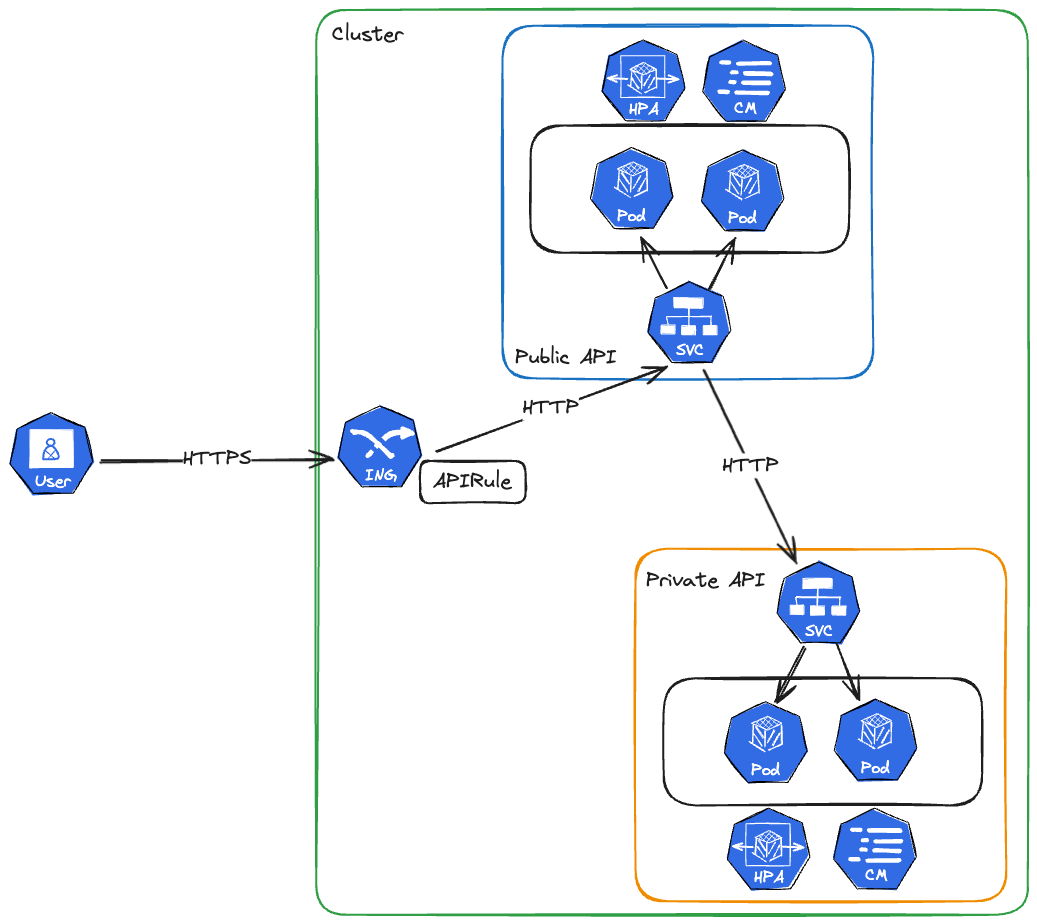 Cluster
HPA
CM
Pod
Pod
SVC
Public API
HTTP
User
HTTPS
ING
APIRule
HTTP
Private API
SVC
Pod
Pod
HPA
CM